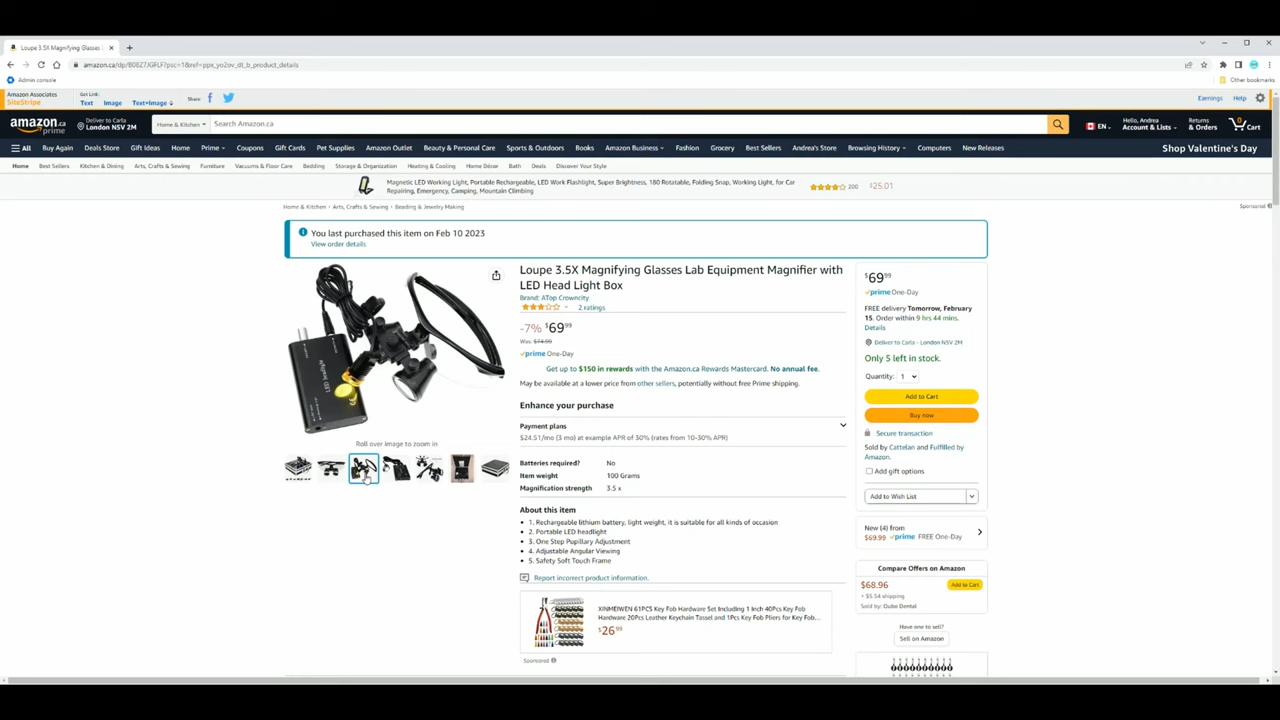 Loupe 3.5X Magnifying Glasses
amazon.ca/dp/B08Z7JGFLF?psc=1&ref=ppx_yo2ov_dt_b_product_details
Admin console
Other bookmarks
Amazon Associates
SiteStripe
Get Link:
Text Image Text+Image
Share:
Earnings Help
amazon.ca
prime
Deliver to Carla
London N5V 2M
Home & Kitchen
Search Amazon.ca
EN
Hello, Andrea
Account & Lists
Returns
& Orders
0
Cart
All Buy Again Deals Store Gift Ideas Home Prime Coupons Gift Cards Pet Supplies Amazon Outlet Beauty & Personal Care Sports & Outdoors Books Amazon Business Fashion Grocery Best Sellers Andrea's Store Browsing History Computers New Releases
Shop Valentine's Day
Home Best Sellers Kitchen & Dining Arts, Crafts & Sewing Furniture Vacuums & Floor Care Bedding Storage & Organization Heating & Cooling Home Décor Bath Deals Discover Your Style
Magnetic LED Working Light, Portable Rechargeable, LED Work Flashlight, Super Brightness, 180 Rotatable, Folding Snap, Working Light, for Car
Repairing, Emergency, Camping, Mountain Climbing
200
$25.01
Sponsored
Home & Kitchen › Arts, Crafts & Sewing › Beading & Jewelry Making
You last purchased this item on Feb 10 2023
View order details
LED Headlight
Roll over image to zoom in
Loupe 3.5X Magnifying Glasses Lab Equipment Magnifier with
LED Head Light Box
Brand: ATop Crowncity
2 ratings
-7% $69 99
Was: $74.99
prime One-Day
Get up to $150 in rewards with the Amazon.ca Rewards Mastercard. No annual fee.
May be available at a lower price from other sellers, potentially without free Prime shipping.
Enhance your purchase
Payment plans
$24.51/mo (3 mo) at example APR of 30% (rates from 10-30% APR)
Batteries required? No
Item weight 100 Grams
Magnification strength 3.5 x
About this item
• 1. Rechargeable lithium battery, light weight, it is suitable for all kinds of occasion
• 2. Portable LED headlight
• 3. One Step Pupillary Adjustment
• 4. Adjustable Angular Viewing
• 5. Safety Soft Touch Frame
Report incorrect product information.
XINMEIWEN 61PCS Key Fob Hardware Set Including 1 Inch 40Pcs Key Fob
Hardware 20Pcs Leather Keychain Tassel and 1Pcs Key Fob Pliers for Key Fob...
$26 99
Sponsored
$69 99
prime One-Day
FREE delivery Tomorrow, February
15. Order within 9 hrs 44 mins.
Details
Deliver to Carla - London N5V 2M
Only 5 left in stock.
Quantity: 1
Add to Cart
Buy now
Secure transaction
Sold by Cattelan and Fulfilled by
Amazon.
Add gift options
Add to Wish List
New (4) from
$69.99 prime FREE One-Day
Compare Offers on Amazon
$68.96
Add to Cart
+ $5.54 shipping
Sold by: Oubo Dental
Have one to sell?
Sell on Amazon